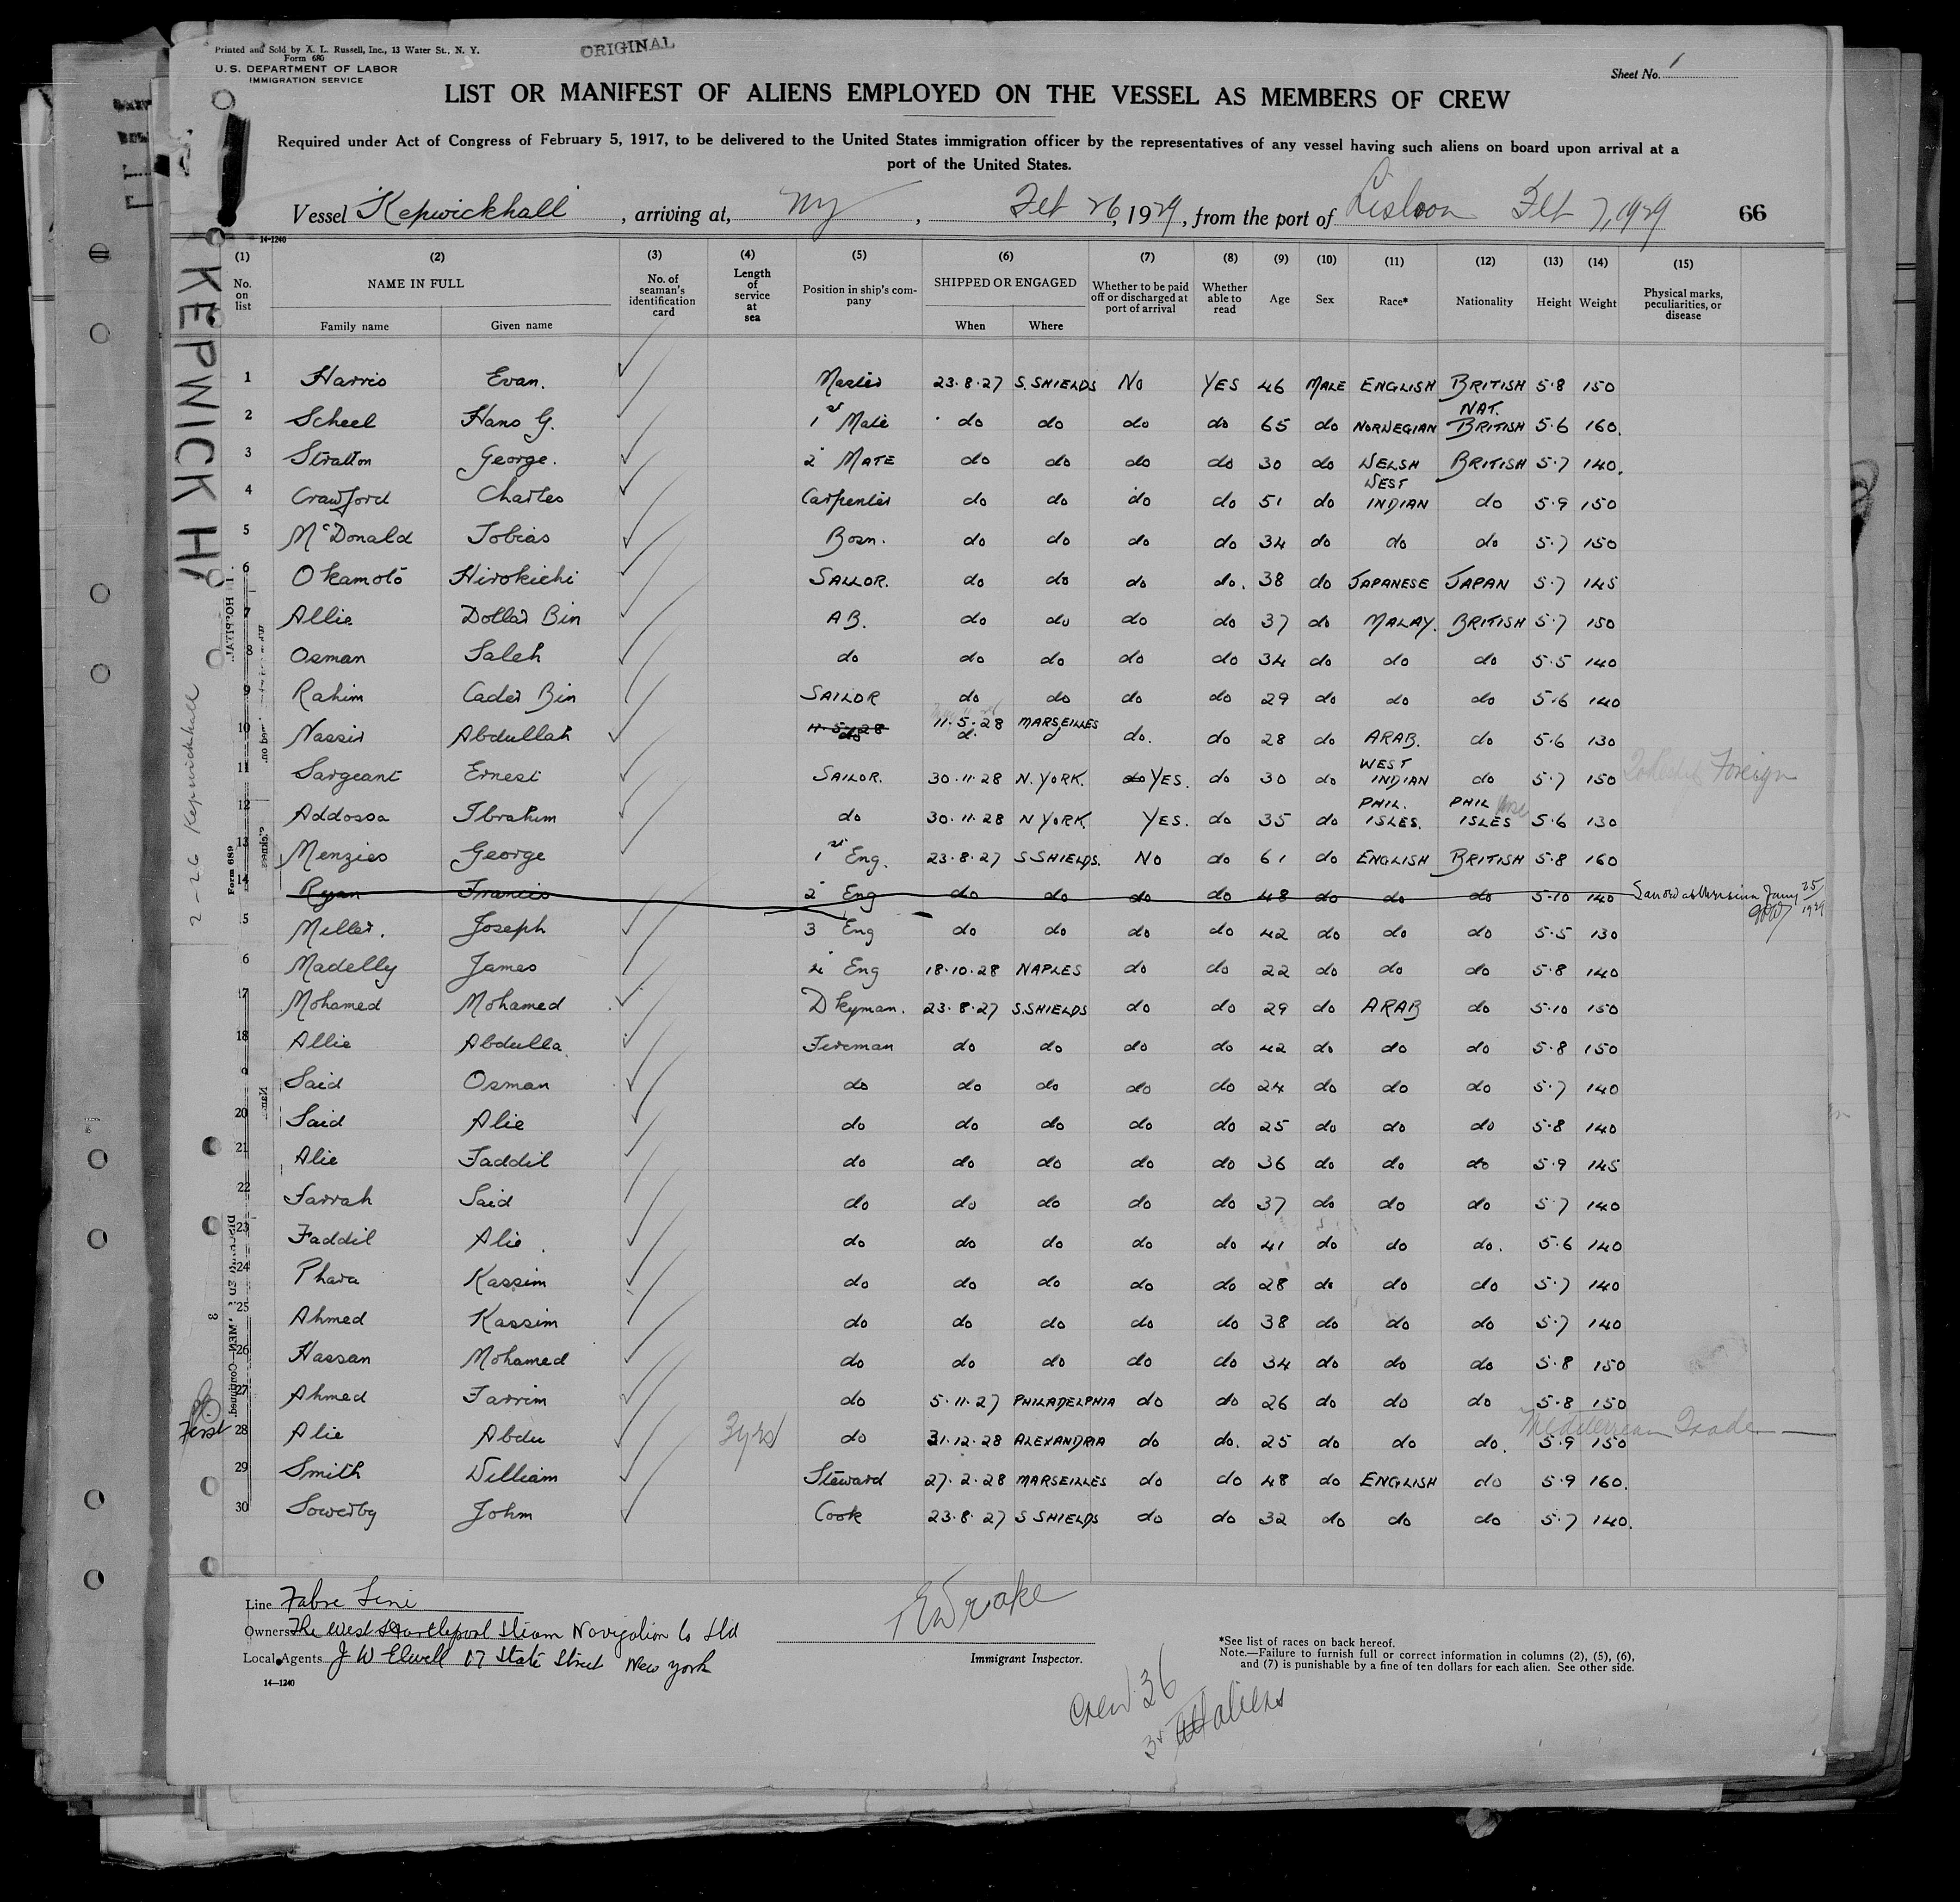 Printed and Sold by X. L. Russell, Inc., 13 Water St., N. Y.
Form 680
U. S. DEPARTMENT OF LABOR
IMMIGRATION SERVICE
ORIGINAL
Sheet No. 1
LIST OR MANIFEST OF ALIENS EMPLOYED ON THE VESSEL AS MEMBERS OF CREW
Required under Act of Congress of February 5, 1917, to be delivered to the United States immigration officer by the representatives of any vessel having such aliens on board upon arrival at a
port of the United States.
Vessel Kepwickhall, arriving at, NY, Feb 26, 1929, from the port of Lisbon Feb 7, 1929 66
14-1240
(1) (2) (3) (4) (5) (6) (7) (8) (9) (10) (11) (12) (13) (14) (15)
No. on list NAME IN FULL Family name Given name No. of seaman's identification card Length of service at sea Position in ship's company SHIPPED OR ENGAGED When Where Whether to be paid off or discharged at port of arrival Whether able to read Age Sex Race* Nationality Height Weight Physical marks, peculiarities, or disease
1 Harris Evan. Master 23.8.27 S. SHIELDS NO YES 46 MALE ENGLISH BRITISH 5.8 150
2 Scheel Hans G. 1st Mate do do do do 65 do NORWEGIAN NAT. BRITISH 5.6 160.
3 Stratton George. 2 MATE do do do do 30 do WELSH BRITISH 5.7 140.
4 Crawford Charles Carpenter do do do do 51 do WEST INDIAN do 5.9 150
5 McDonald Tobias Bosn. do do do do 34 do do do 5.7 150
6 Okamoto Hirokichi SAILOR. do do do do. 38 do JAPANESE JAPAN 5.7 145
7 Allie Dollar Bin AB. do do do do 37 do MALAY. BRITISH 5.7 150
8 Osman Saleh do do do do do 34 do do do 5.5 140
9 Rahim Cader Bin SAILOR do do do do 29 do do do 5.6 140
10 Nassir Abdullah 11.5.28 do 11.5.28 MARSEILLES do. do 28 do ARAB. do 5.6 130
11 Sargeant Ernest SAILOR. 30.11.28 N. YORK. do YES. do 30 do WEST INDIAN do 5.7 150 Foreign
12 Addossa Ibrahim do 30.11.28 N YORK. YES. do 35 do PHIL. ISLES. PHIL ISLES 5.6 130
13 Menzies George 1st Eng. 23.8.27 S SHIELDS. NO do 61 do ENGLISH BRITISH 5.8 160
14 Ryan Francis 2 Eng do do do do 48 do do do 5.10 140
5 Miller. Joseph 3 Eng do do do do 42 do do do 5.5 130
6 Madelly James 4 Eng 18.10.28 NAPLES do do 22 do do do 5.8 140
17 Mohamed Mohamed Dkyman. 23.8.27 S.SHIELDS do do 29 do ARAB do 5.10 150
18 Allie Abdulla. Fireman do do do do 42 do do do 5.8 150
9 Said Osman do do do do do 24 do do do 5.7 140
20 Said Alie do do do do do 25 do do do 5.8 140
21 Alie Faddil do do do do do 36 do do do 5.9 145
22 Farrah Said do do do do do 37 do do do 5.7 140
23 Faddil Alie. do do do do do 41 do do do. 5.6 140
24 Phara Kassim do do do do do 28 do do do 5.7 140
25 Ahmed Kassim do do do do do 38 do do do 5.7 140
26 Hassan Mohamed do do do do do 34 do do do 5.8 150
27 Ahmed Farrim do 5.11.27 PHILADELPHIA do do 26 do do do 5.8 150
First 28 Alie Abdu 3yrs do 31.12.28 ALEXANDRIA do do. 25 do do do. 5.9 150 Mediterrean Trade
29 Smith William Steward 27.2.28 MARSEILLES do do 48 do ENGLISH do 5.9 160.
30 Sowerby John Cook 23.8.27 S SHIELDS do do 32 do do do 5.7 140.
KEPWICK H
2-26 Kepwickhall
Form 689
Line Fabre Line
Owners The West Hartlepool Steam Navigation Co Ltd
Local Agents J W Elwell 17 State Street New York
14—1240
Immigrant Inspector.
*See list of races on back hereof.
Note.—Failure to furnish full or correct information in columns (2), (5), (6),
and (7) is punishable by a fine of ten dollars for each alien. See other side.
Crew 36
aliens